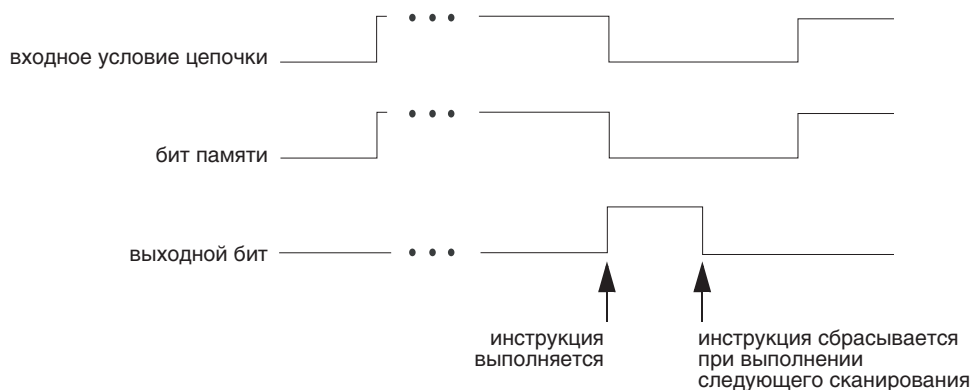 входное условие цепочки
бит памяти
выходной бит
инструкция
выполняется
инструкция сбрасывается
при выполнении
следующего сканирования